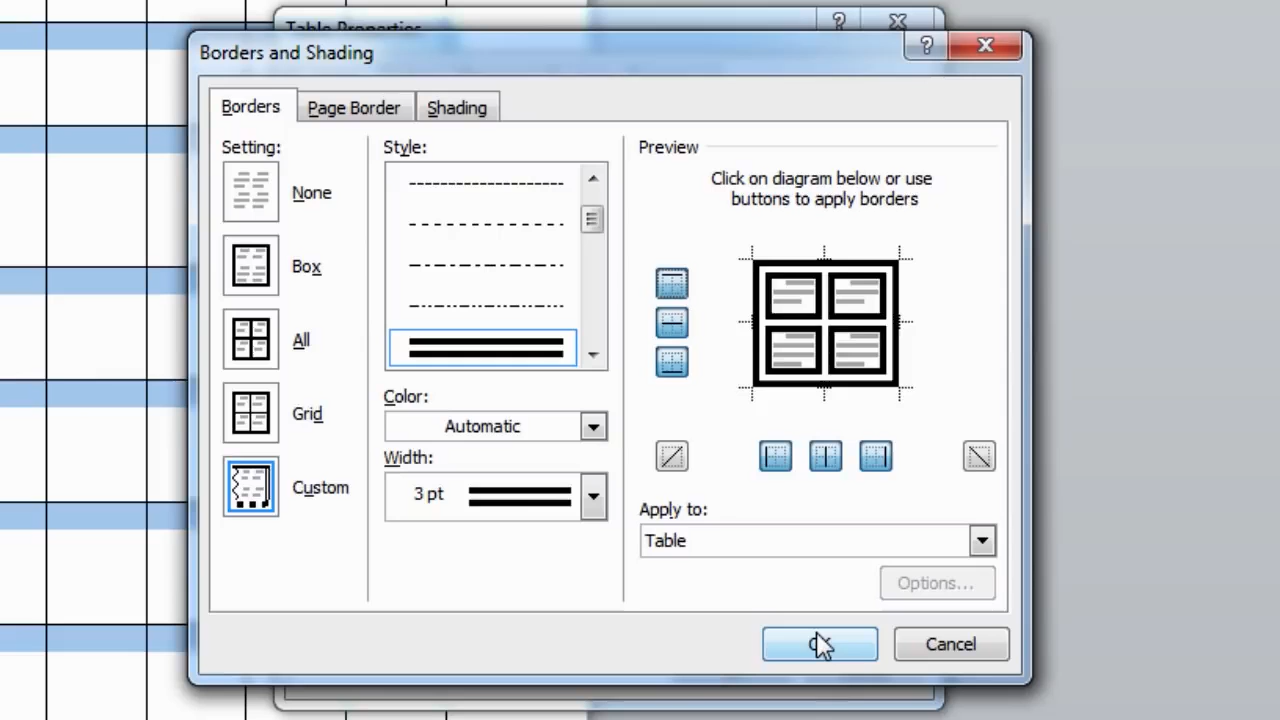 Table Properties
Borders and Shading
Borders
Page Border
Shading
Setting:
None
Box
All
Grid
Custom
Style:
Color:
Automatic
Width:
3 pt
Preview
Click on diagram below or use
buttons to apply borders
Apply to:
Table
Options...
Cancel